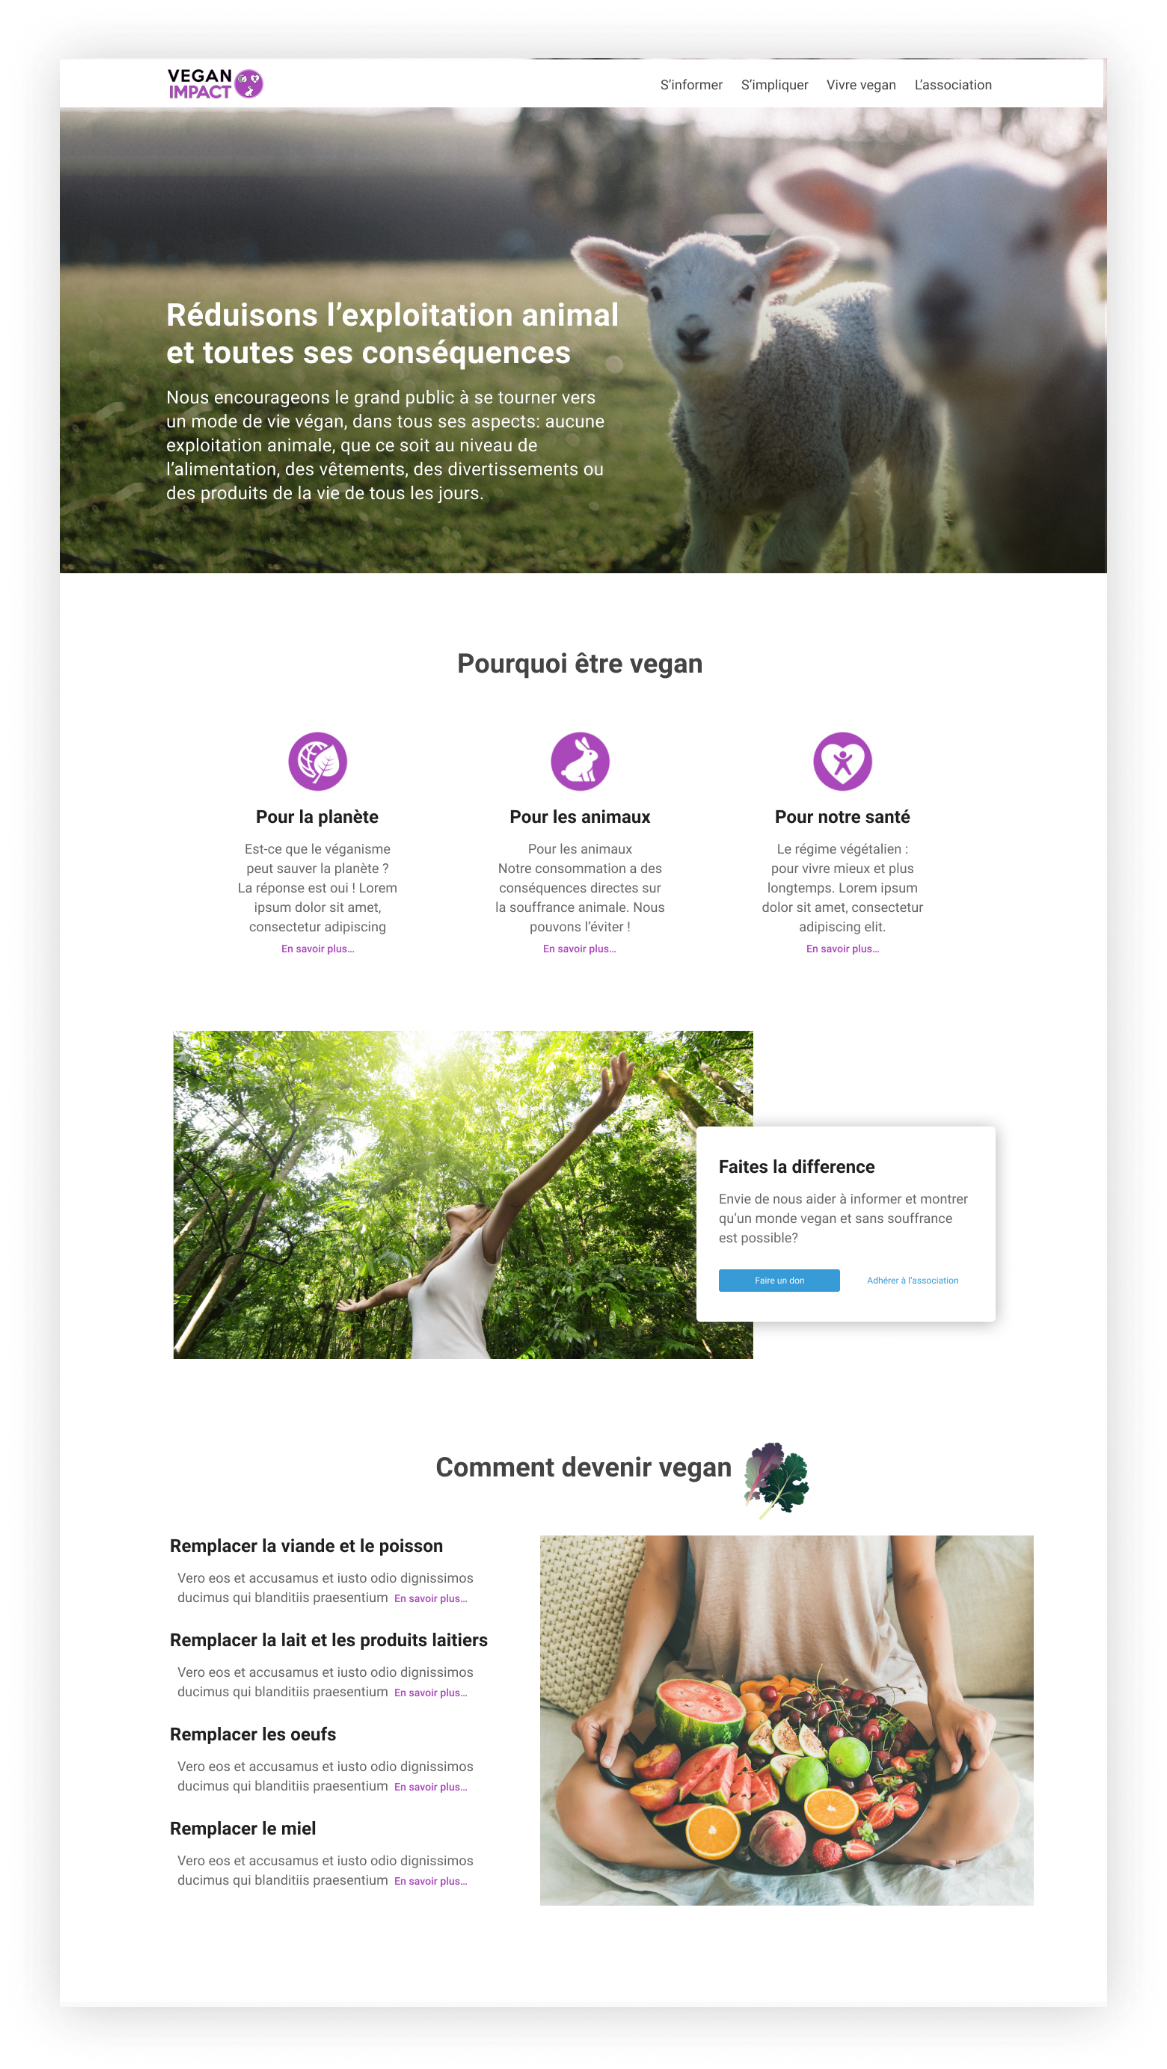 VEGAN
IMPACT
S'informer S'impliquer Vivre vegan L'association
Réduisons l'exploitation animal
et toutes ses conséquences
Nous encourageons le grand public à se tourner vers
un mode de vie végan, dans tous ses aspects: aucune
exploitation animale, que ce soit au niveau de
l'alimentation, des vêtements, des divertissements ou
des produits de la vie de tous les jours.
Pourquoi être vegan
Pour la planète
Est-ce que le véganisme
peut sauver la planète ?
La réponse est oui ! Lorem
ipsum dolor sit amet,
consectetur adipiscing
En savoir plus...
Pour les animaux
Pour les animaux
Notre consommation a des
conséquences directes sur
la souffrance animale. Nous
pouvons l'éviter !
En savoir plus...
Pour notre santé
Le régime végétalien :
pour vivre mieux et plus
longtemps. Lorem ipsum
dolor sit amet, consectetur
adipiscing elit.
En savoir plus...
Faites la difference
Envie de nous aider à informer et montrer
qu'un monde vegan et sans souffrance
est possible?
Faire un don Adhérer à l'association
Comment devenir vegan
Remplacer la viande et le poisson
Vero eos et accusamus et iusto odio dignissimos
ducimus qui blanditiis praesentium En savoir plus...
Remplacer la lait et les produits laitiers
Vero eos et accusamus et iusto odio dignissimos
ducimus qui blanditiis praesentium En savoir plus...
Remplacer les oeufs
Vero eos et accusamus et iusto odio dignissimos
ducimus qui blanditiis praesentium En savoir plus...
Remplacer le miel
Vero eos et accusamus et iusto odio dignissimos
ducimus qui blanditiis praesentium En savoir plus...